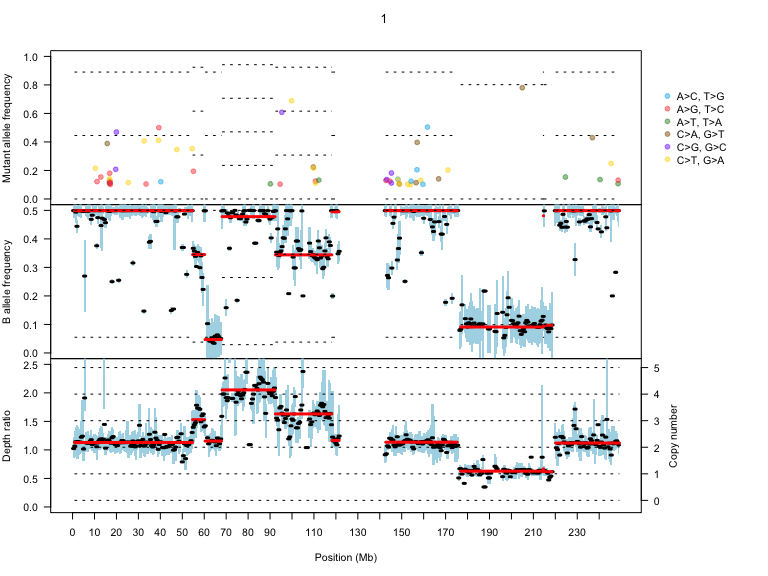 1
Mutant allele frequency
1.0
0.8
0.6
0.4
0.2
0.0
A>C, T>G
A>G, T>C
A>T, T>A
C>A, G>T
C>G, G>C
C>T, G>A
B allele frequency
0.5
0.4
0.3
0.2
0.1
0.0
Depth ratio
2.5
2.0
1.5
1.0
0.5
0.0
5
4
3
2
1
0
Copy number
0 10 20 30 40 50 60 70 80 90 100 110 120 130 140 150 170 190 210 230
Position (Mb)